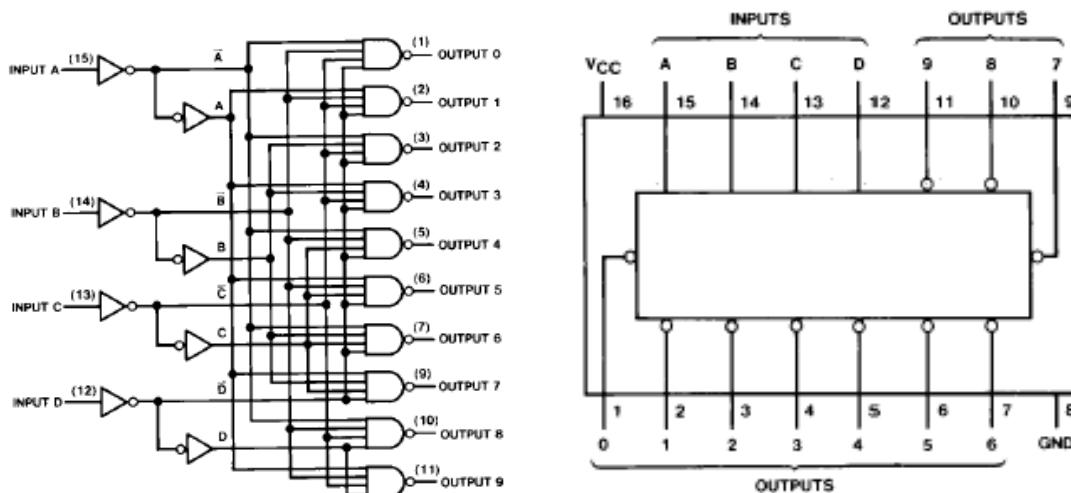 Ā (1)
INPUT A (15) OUTPUT 0
A (2)
OUTPUT 1
(3)
OUTPUT 2
B̄ (4)
INPUT B (14) OUTPUT 3
B (5)
OUTPUT 4
C̄ (6)
INPUT C (13) OUTPUT 5
C (7)
OUTPUT 6
D̄ (9)
INPUT D (12) OUTPUT 7
D (10)
OUTPUT 8
(11)
OUTPUT 9
INPUTS OUTPUTS
VCC A B C D 9 8 7
16 15 14 13 12 11 10 9
1 2 3 4 5 6 7 8
0 1 2 3 4 5 6 GND
OUTPUTS